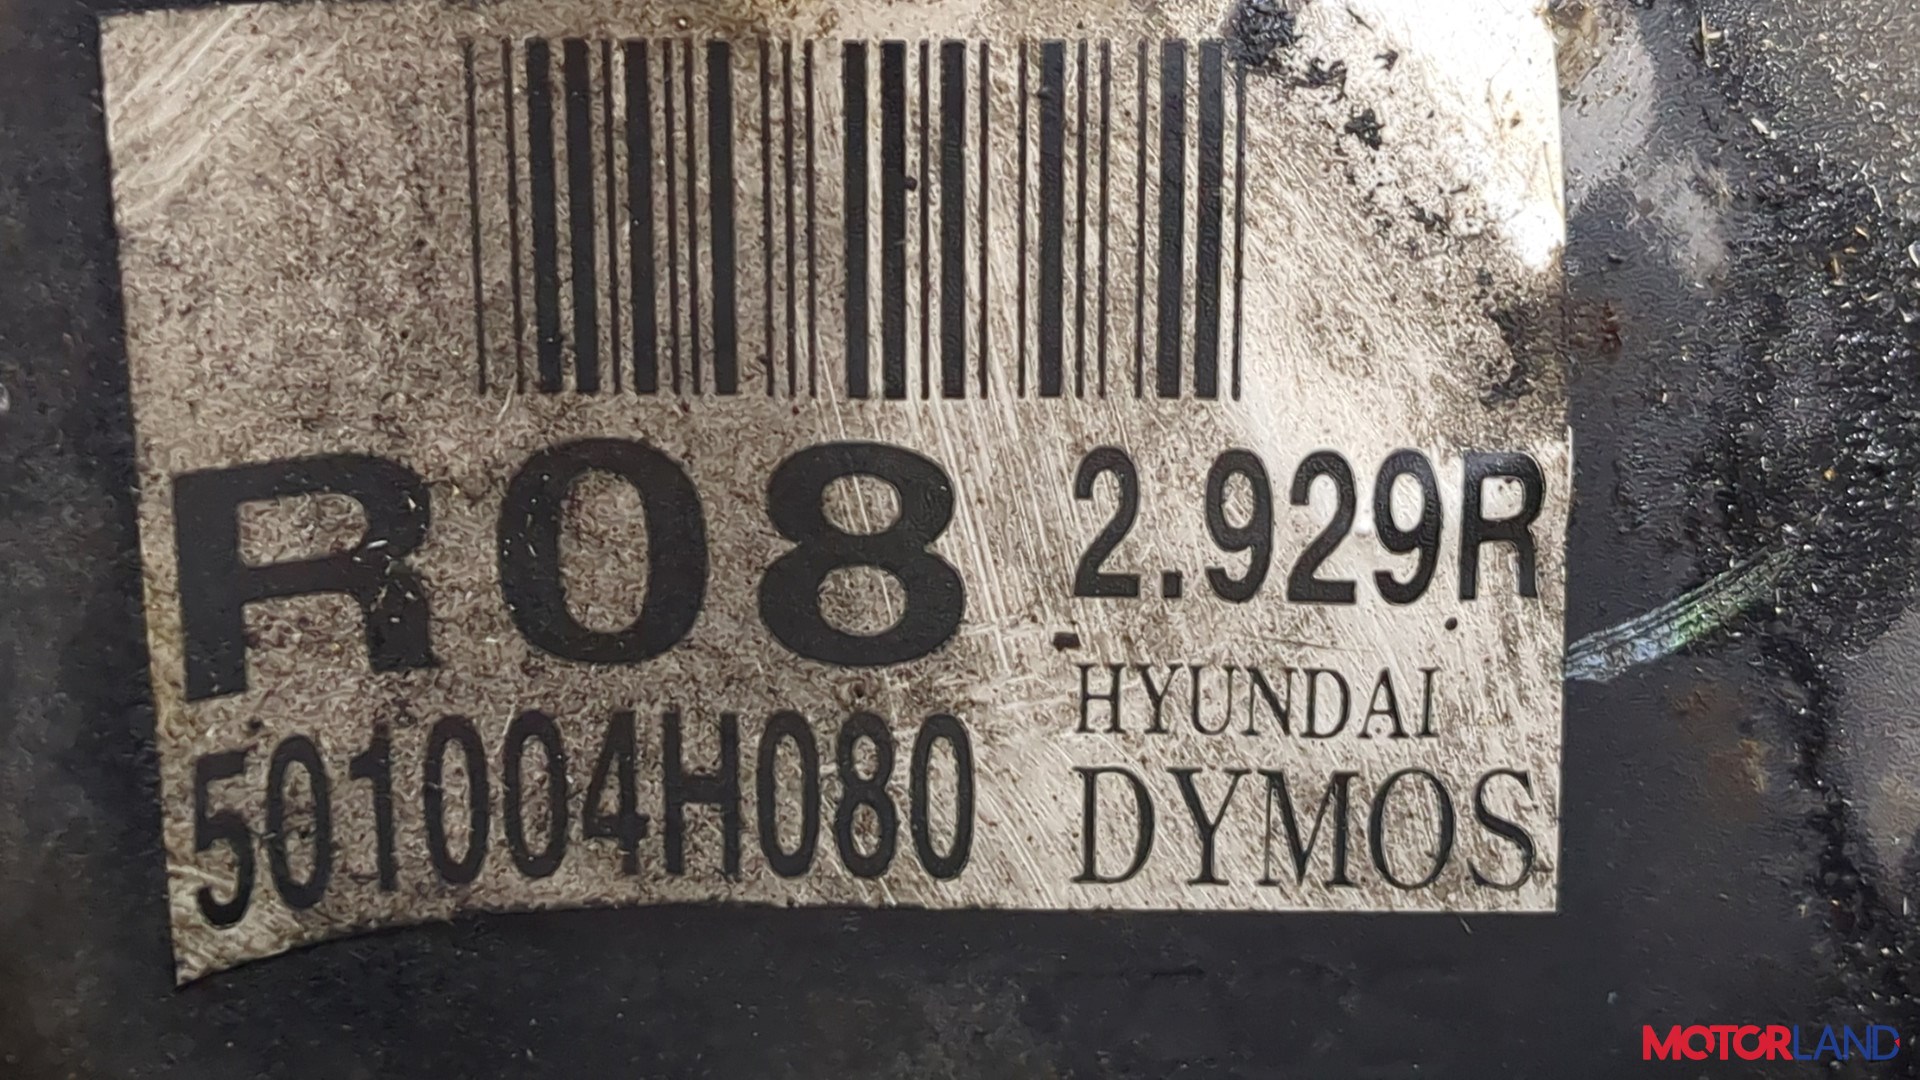 R08 2.929R
501004H080 HYUNDAI
DYMOS
MOTORLAND